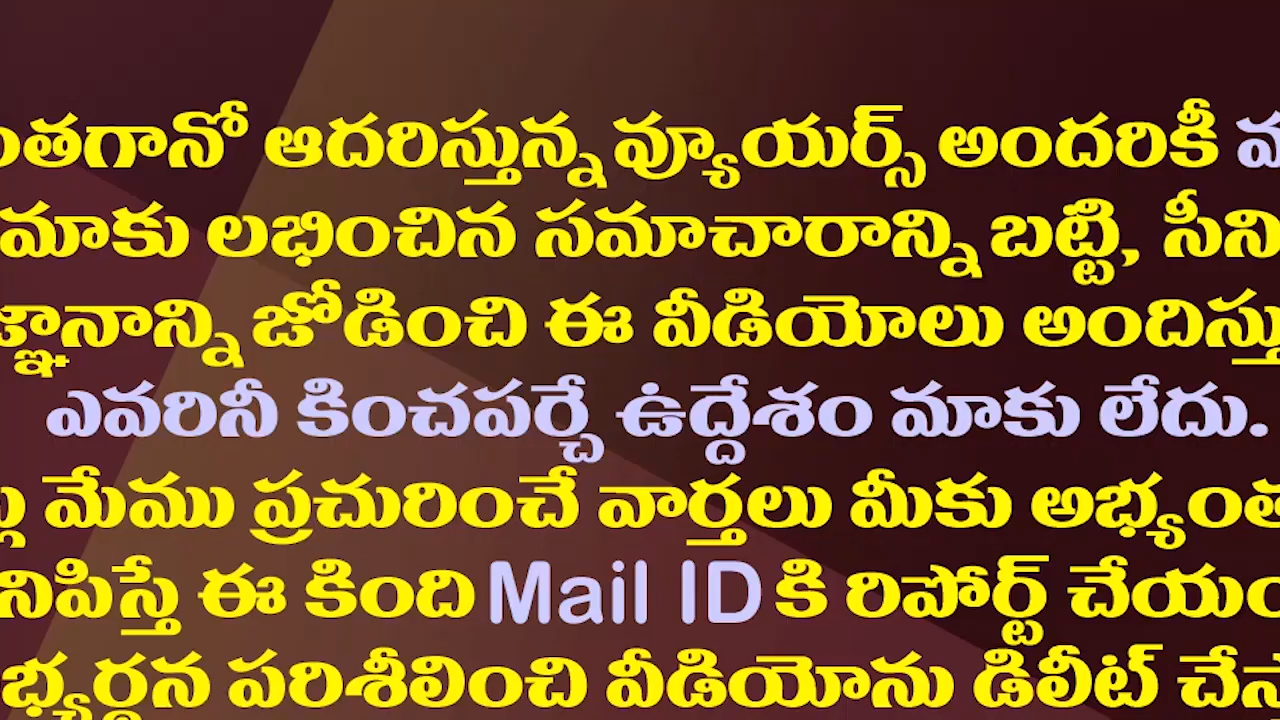 ంతగానో ఆదరిస్తున్న వ్యూయర్స్ అందరికీ
మాకు లభించిన సమాచారాన్ని బట్టి, సీని
జ్ఞానాన్ని జోడించి ఈ వీడియోలు అందిస్తు
ఎవరినీ కించపర్చే ఉద్దేశం మాకు లేదు.
మేము ప్రచురించే వార్తలు మీకు అభ్యంత
నిపిస్తే ఈ కింది Mail ID కి రిపోర్ట్ చేయం
భ్యర్థన పరిశీలించి వీడియోను డిలీట్ చేస